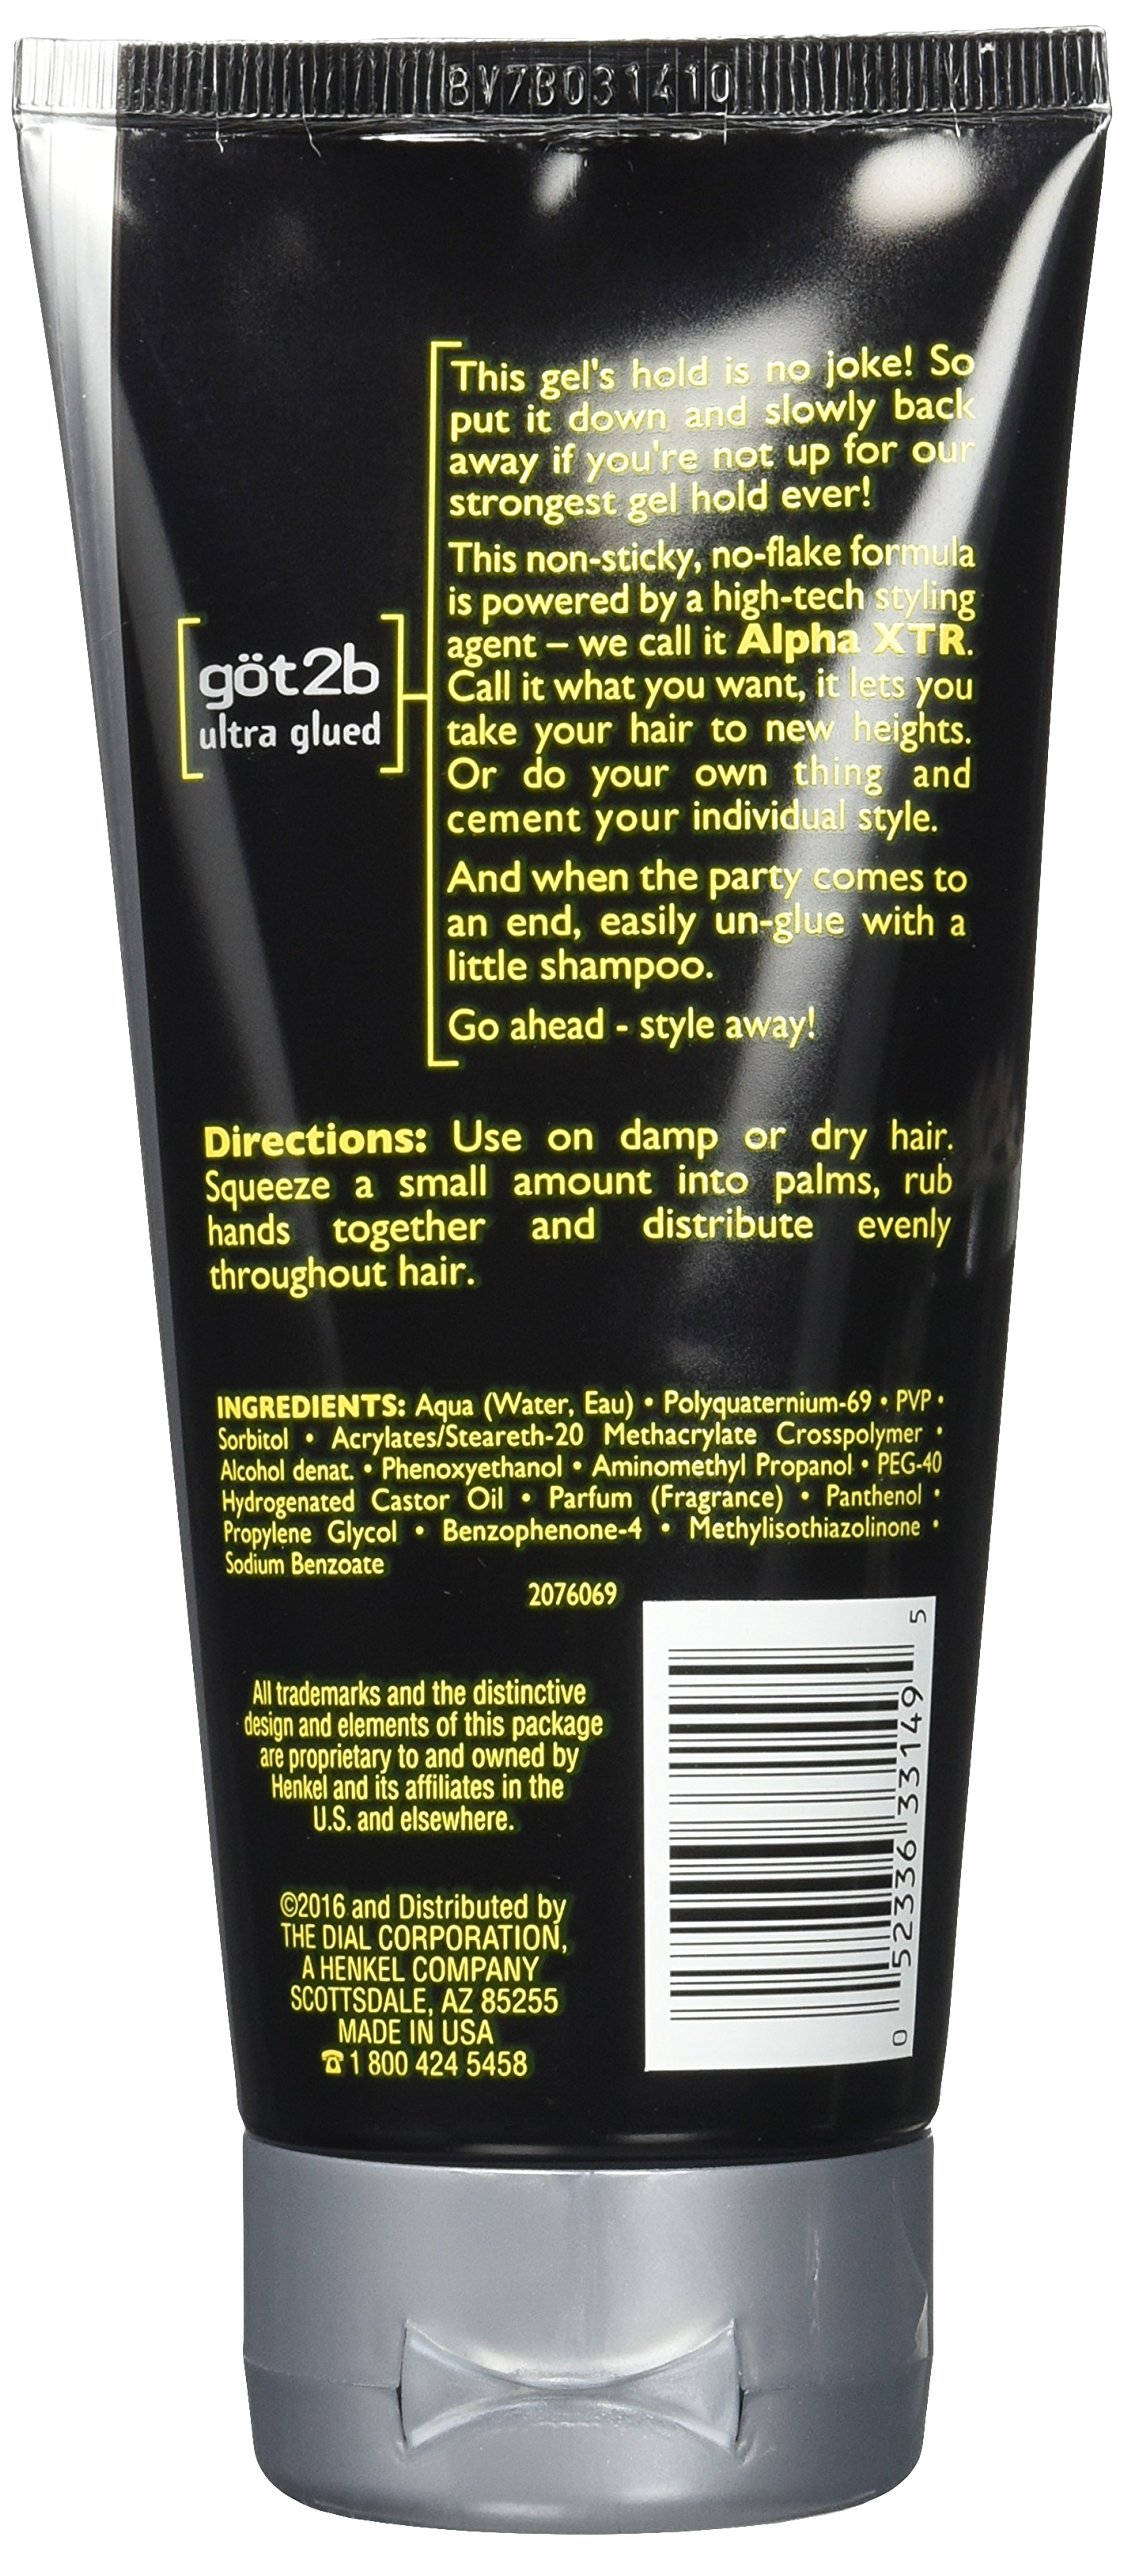 BV7B031410
This gel's hold is no joke! So
put it down and slowly back
away if you're not up for our
strongest gel hold ever!
This non-sticky, no-flake formula
is powered by a high-tech styling
agent – we call it Alpha XTR.
Call it what you want, it lets you
take your hair to new heights.
Or do your own thing and
cement your individual style.
And when the party comes to
an end, easily un-glue with a
little shampoo.
Go ahead - style away!
göt2b
ultra glued
Directions: Use on damp or dry hair.
Squeeze a small amount into palms, rub
hands together and distribute evenly
throughout hair.
INGREDIENTS: Aqua (Water, Eau) • Polyquaternium-69 • PVP •
Sorbitol • Acrylates/Steareth-20 Methacrylate Crosspolymer •
Alcohol denat. • Phenoxyethanol • Aminomethyl Propanol • PEG-40
Hydrogenated Castor Oil • Parfum (Fragrance) • Panthenol •
Propylene Glycol • Benzophenone-4 • Methylisothiazolinone •
Sodium Benzoate
2076069
All trademarks and the distinctive
design and elements of this package
are proprietary to and owned by
Henkel and its affiliates in the
U.S. and elsewhere.
©2016 and Distributed by
THE DIAL CORPORATION,
A HENKEL COMPANY
SCOTTSDALE, AZ 85255
MADE IN USA
☎ 1 800 424 5458
0 52336 33149 5